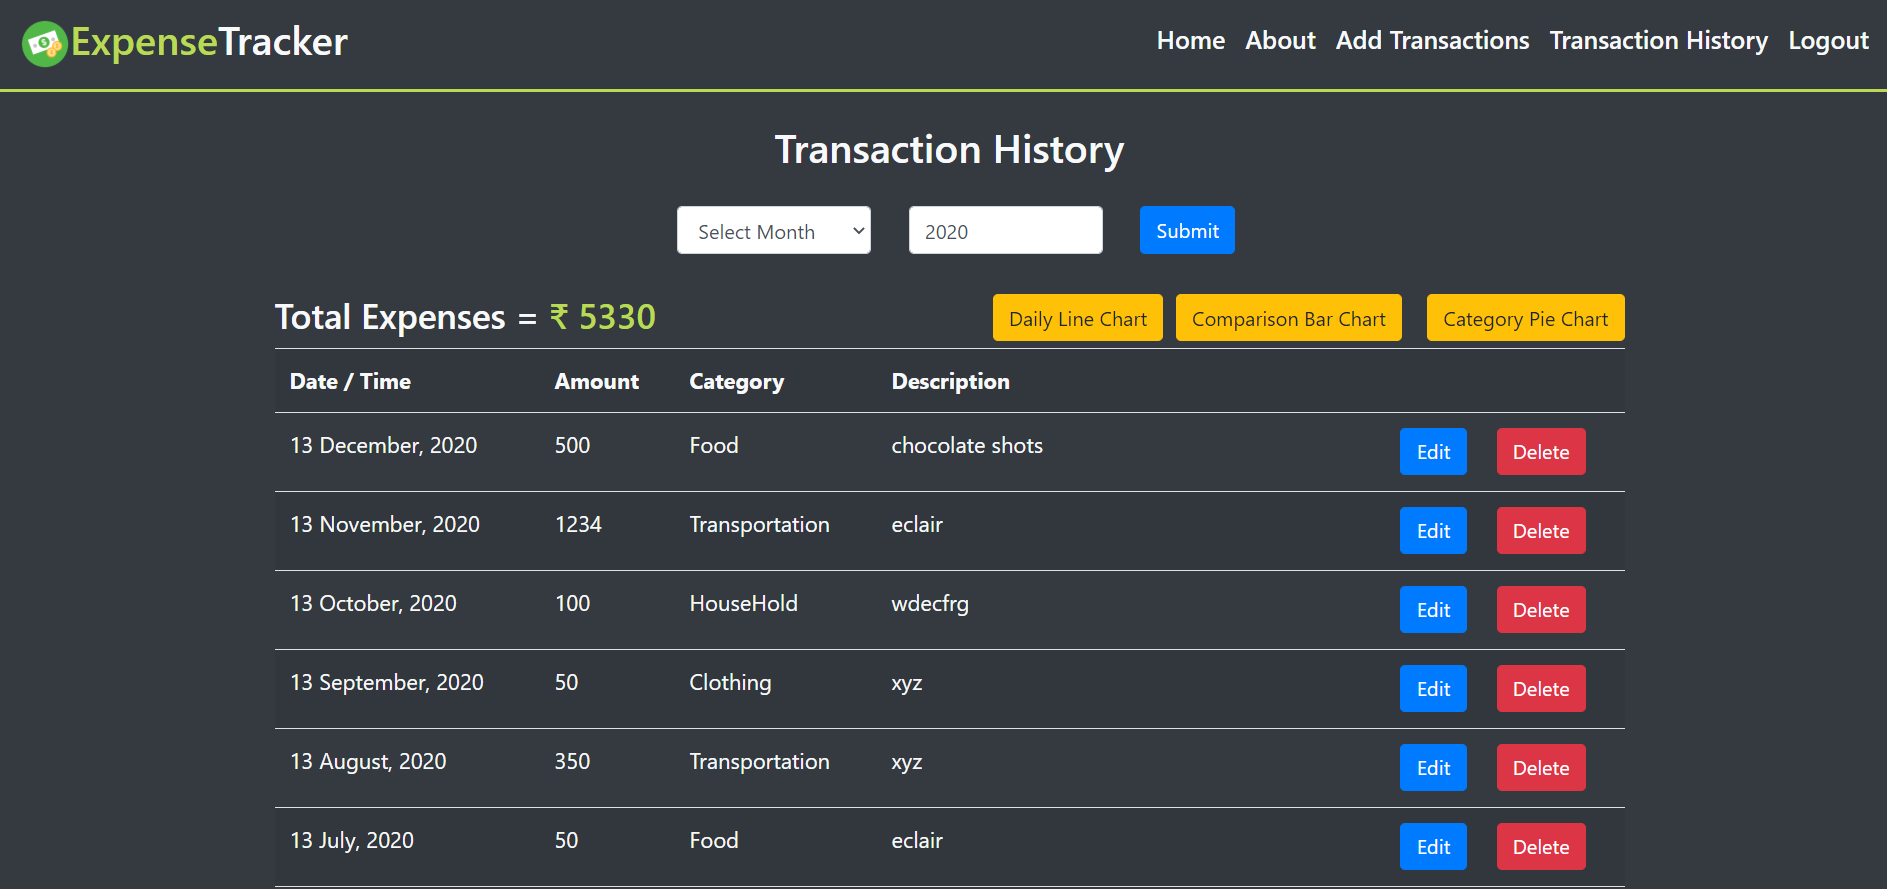 ExpenseTracker Home About Add Transactions Transaction History Logout
Transaction History
Select Month 2020 Submit
Total Expenses = ₹ 5330 Daily Line Chart Comparison Bar Chart Category Pie Chart
Date / Time Amount Category Description
13 December, 2020 500 Food chocolate shots Edit Delete
13 November, 2020 1234 Transportation eclair Edit Delete
13 October, 2020 100 HouseHold wdecfrg Edit Delete
13 September, 2020 50 Clothing xyz Edit Delete
13 August, 2020 350 Transportation xyz Edit Delete
13 July, 2020 50 Food eclair Edit Delete